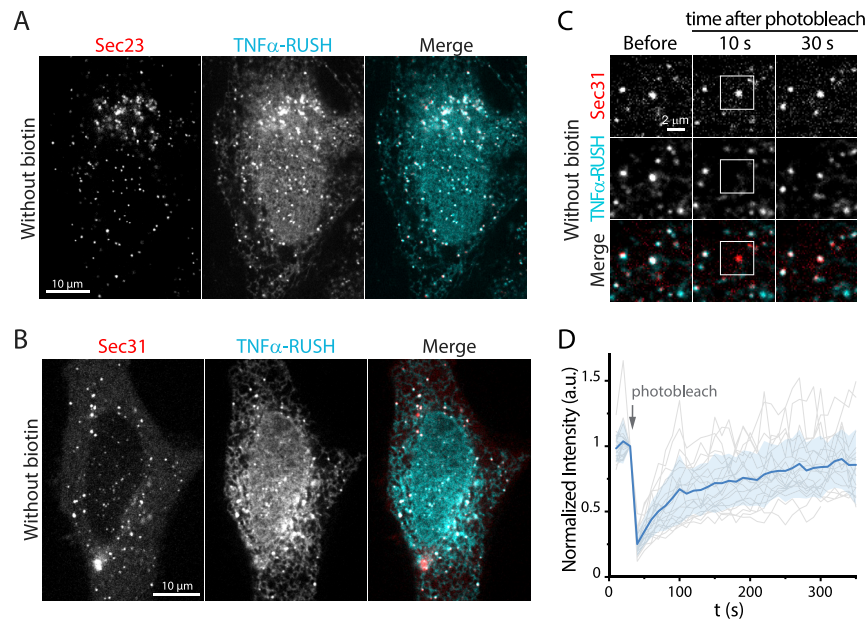 A
Sec23
TNFα-RUSH
Merge
Without biotin
10 μm
B
Sec31
TNFα-RUSH
Merge
Without biotin
10 μm
C
time after photobleach
Before
10 s
30 s
Without biotin
Sec31
TNFα-RUSH
Merge
2 μm
D
Normalized Intensity (a.u.)
1.5
1
0.5
0
photobleach
0
100
200
300
t (s)